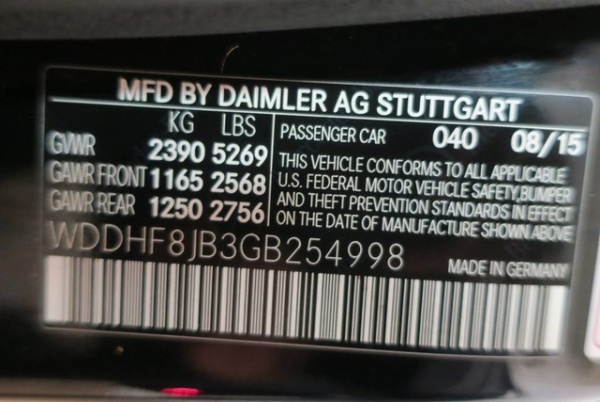 MFD BY DAIMLER AG STUTTGART
KG LBS
GVWR 2390 5269
GAWR FRONT 1165 2568
GAWR REAR 1250 2756
PASSENGER CAR 040 08/15
THIS VEHICLE CONFORMS TO ALL APPLICABLE
U.S. FEDERAL MOTOR VEHICLE SAFETY,BUMPER
AND THEFT PREVENTION STANDARDS IN EFFECT
ON THE DATE OF MANUFACTURE SHOWN ABOVE
WDDHF8JB3GB254998
MADE IN GERMANY